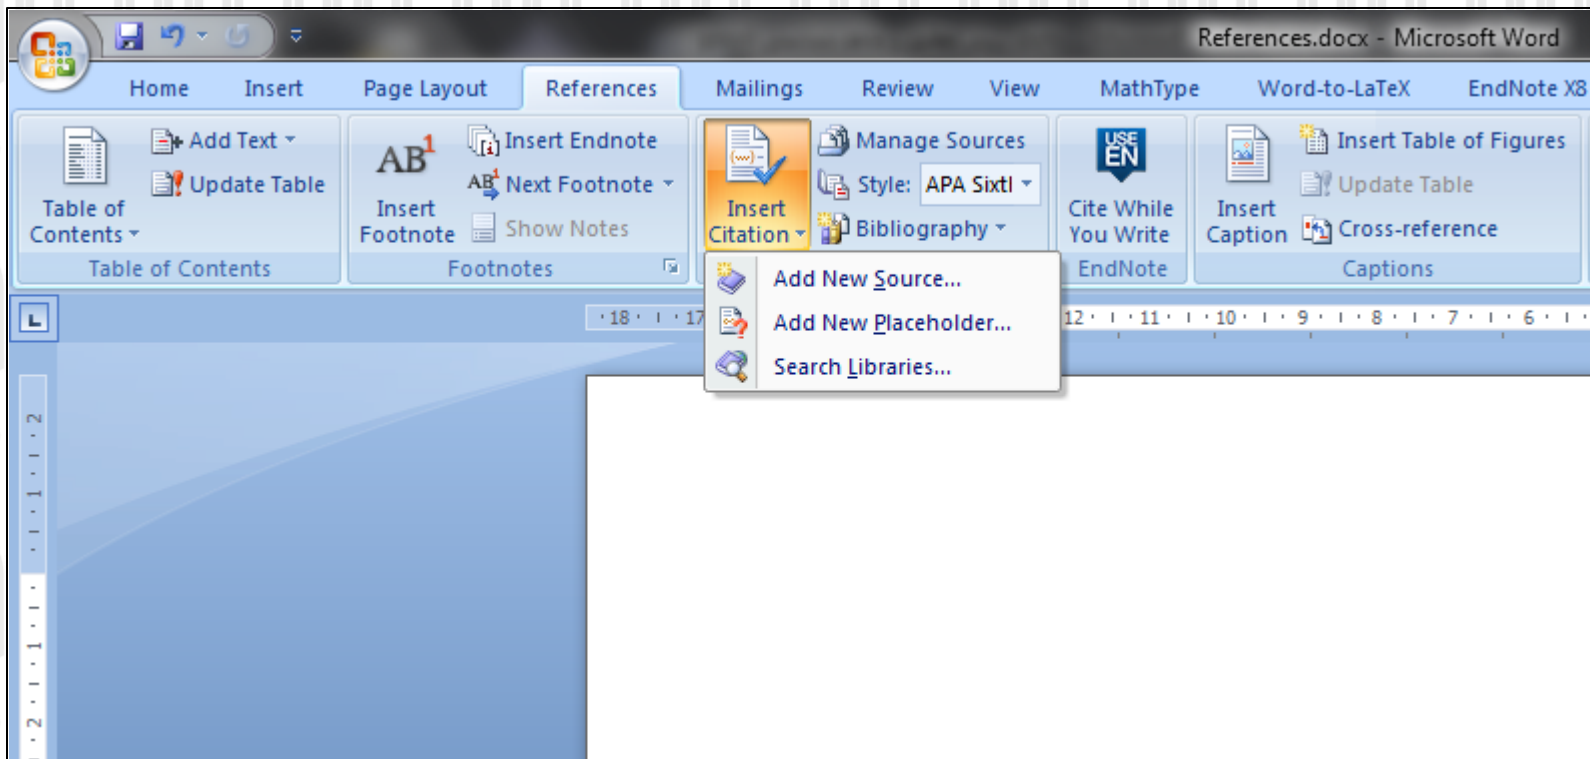 References.docx - Microsoft Word
Home Insert Page Layout References Mailings Review View MathType Word-to-LaTeX EndNote X8
Table of
Contents
Add Text
Update Table
Table of Contents
AB1
Insert
Footnote
Insert Endnote
AB1 Next Footnote
Show Notes
Footnotes
Insert
Citation
Manage Sources
Style: APA Sixtl
Bibliography
Add New Source...
Add New Placeholder...
Search Libraries...
USE
EN
Cite While
You Write
EndNote
Insert
Caption
Insert Table of Figures
Update Table
Cross-reference
Captions
L
18 17 12 11 10 9 8 7 6
2
1
1
2